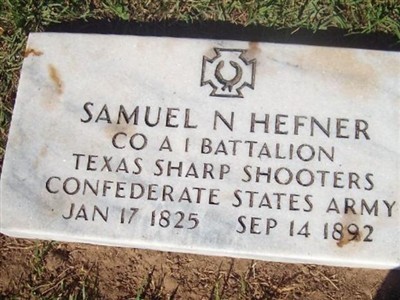 SAMUEL N HEFNER
CO A 1 BATTALION
TEXAS SHARP SHOOTERS
CONFEDERATE STATES ARMY
JAN 17 1825 SEP 14 1892